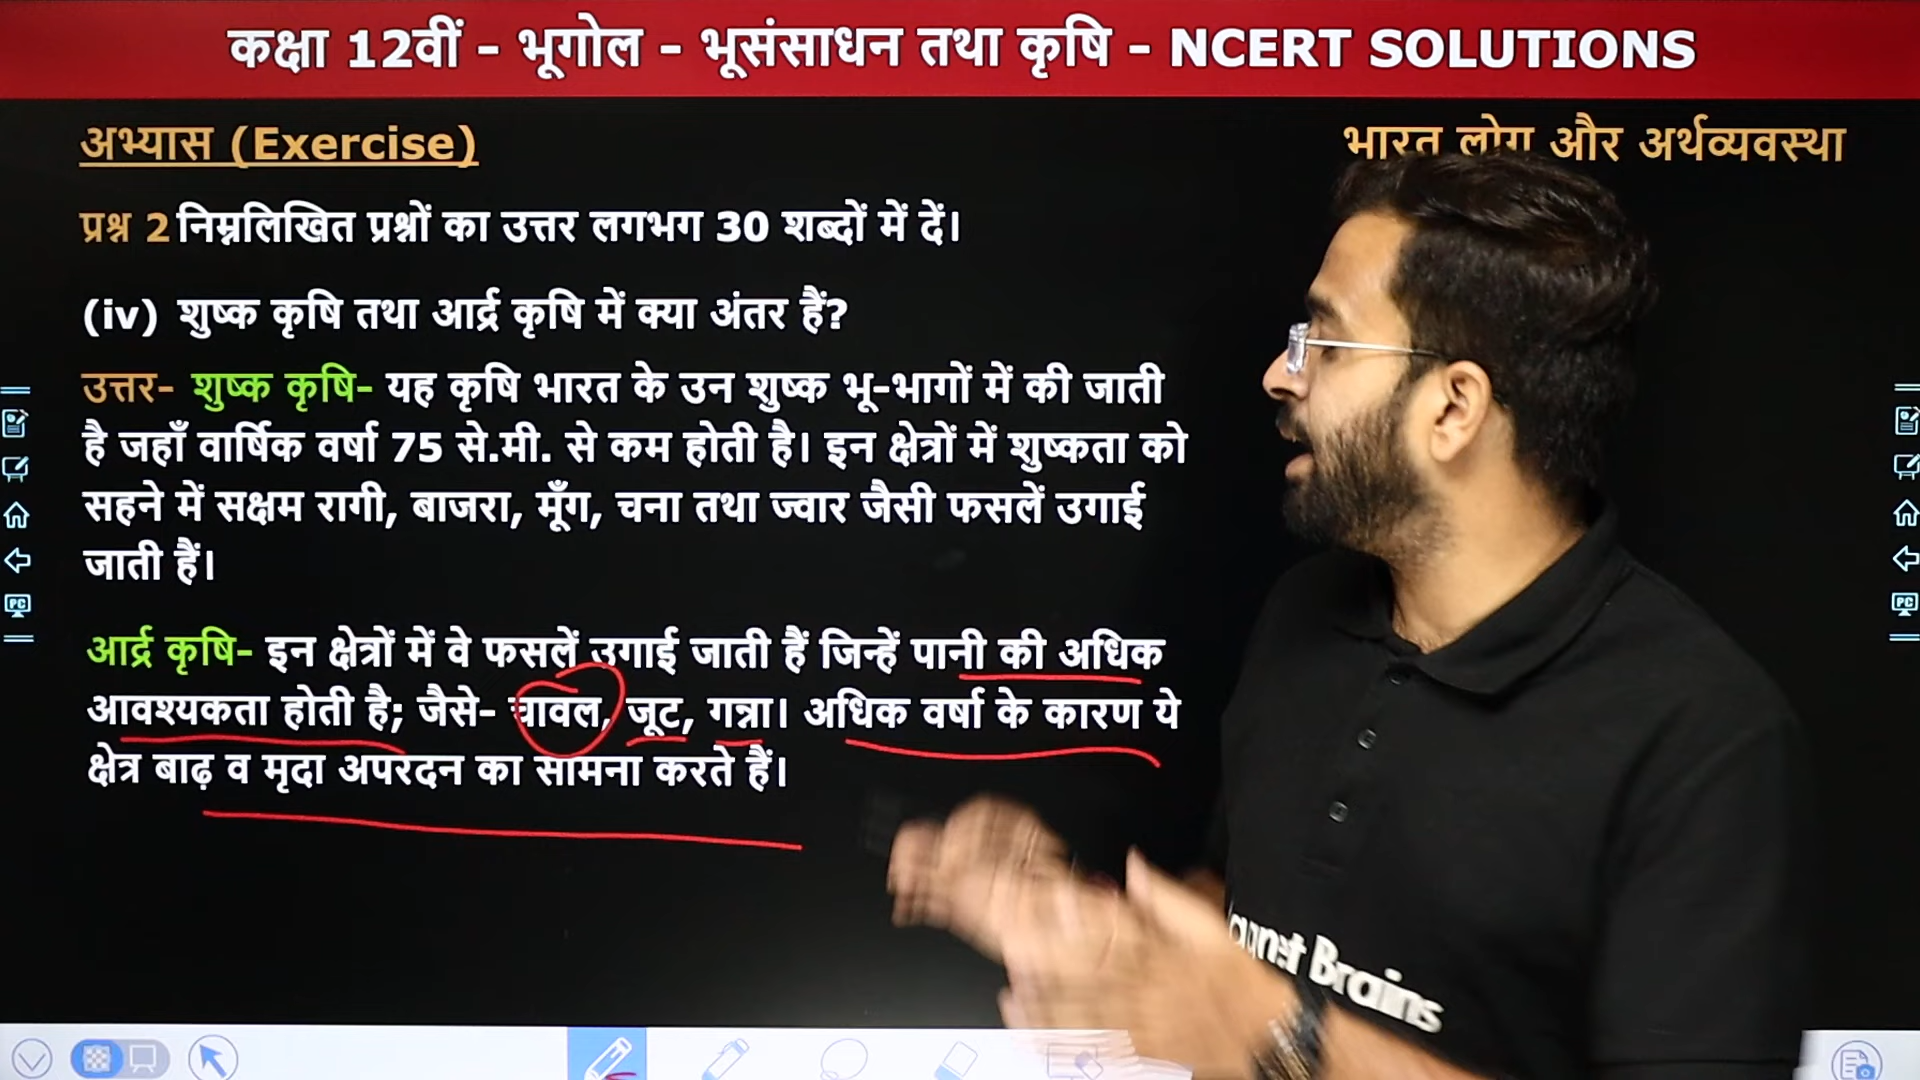 कक्षा 12वीं - भूगोल - भूसंसाधन तथा कृषि - NCERT SOLUTIONS
अभ्यास (Exercise)
भारत लोग और अर्थव्यवस्था
प्रश्न 2 निम्नलिखित प्रश्नों का उत्तर लगभग 30 शब्दों में दें।
(iv) शुष्क कृषि तथा आर्द्र कृषि में क्या अंतर हैं?
उत्तर- शुष्क कृषि- यह कृषि भारत के उन शुष्क भू-भागों में की जाती
है जहाँ वार्षिक वर्षा 75 से.मी. से कम होती है। इन क्षेत्रों में शुष्कता को
सहने में सक्षम रागी, बाजरा, मूँग, चना तथा ज्वार जैसी फसलें उगाई
जाती हैं।
आर्द्र कृषि- इन क्षेत्रों में वे फसलें उगाई जाती हैं जिन्हें पानी की अधिक
आवश्यकता होती है; जैसे- चावल, जूट, गन्ना। अधिक वर्षा के कारण ये
क्षेत्र बाढ़ व मृदा अपरदन का सामना करते हैं।
PC
PC
Brains